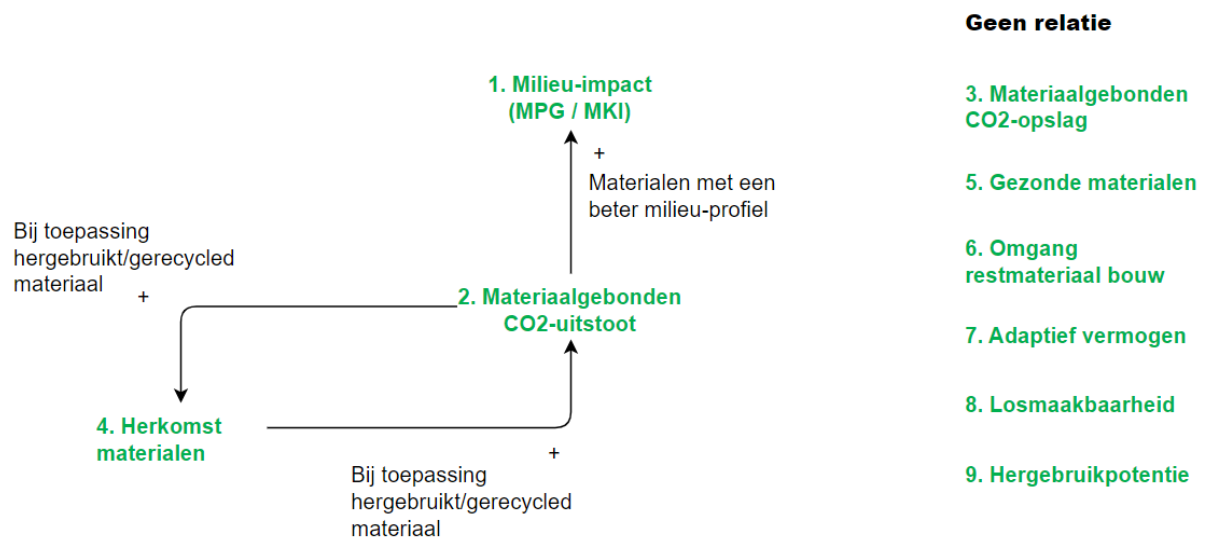 Geen relatie
1. Milieu-impact
(MPG / MKI)
+
Materialen met een
beter milieu-profiel
Bij toepassing
hergebruikt/gerecycled
materiaal
+
2. Materiaalgebonden
CO2-uitstoot
4. Herkomst
materialen
+
Bij toepassing
hergebruikt/gerecycled
materiaal
3. Materiaalgebonden
CO2-opslag
5. Gezonde materialen
6. Omgang
restmateriaal bouw
7. Adaptief vermogen
8. Losmaakbaarheid
9. Hergebruikpotentie